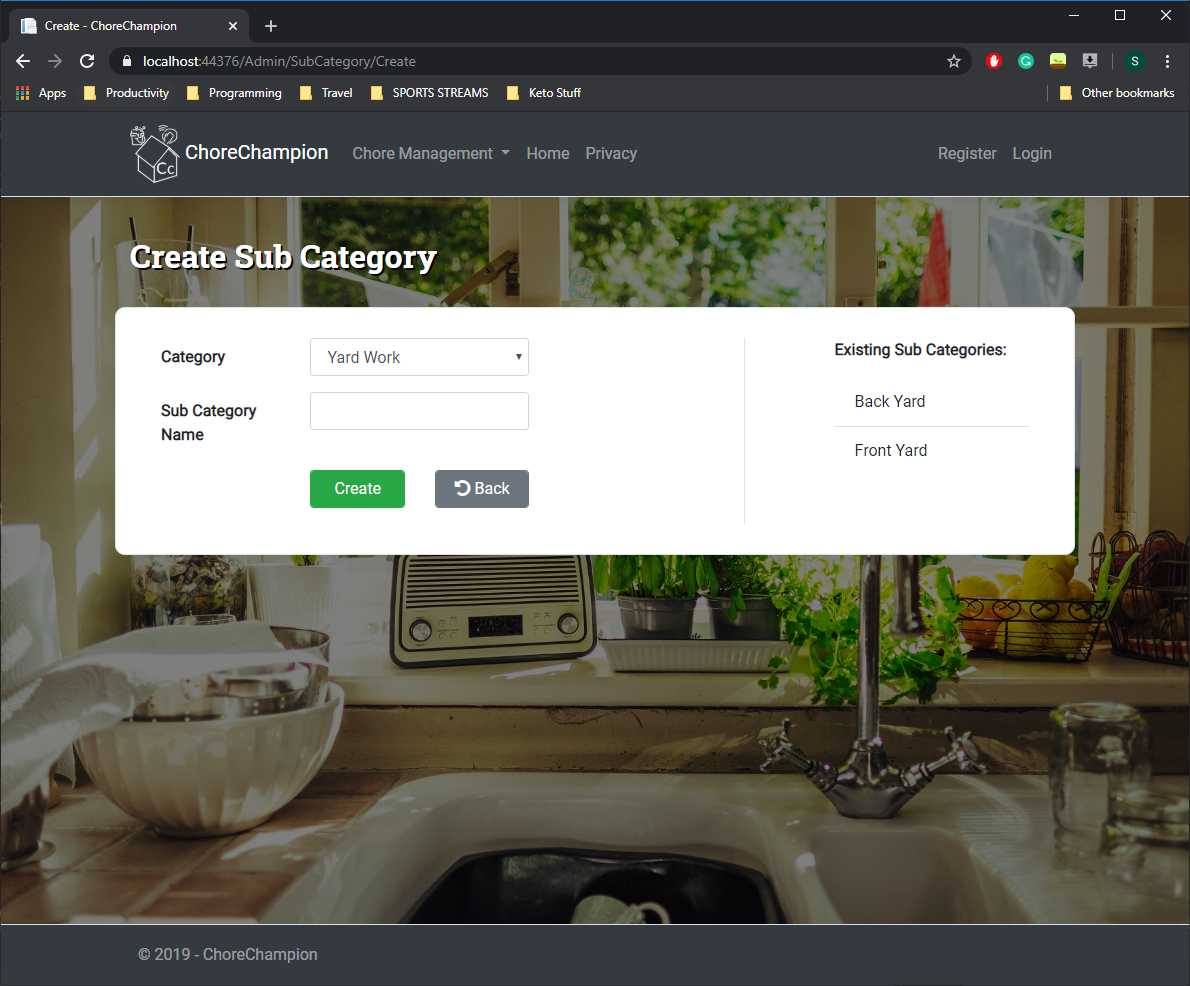 Create - ChoreChampion
localhost:44376/Admin/SubCategory/Create
S
Apps Productivity Programming Travel SPORTS STREAMS Keto Stuff Other bookmarks
Cc ChoreChampion Chore Management Home Privacy Register Login
Create Sub Category
Category
Yard Work
Sub Category
Name
Create
Back
Existing Sub Categories:
Back Yard
Front Yard
© 2019 - ChoreChampion